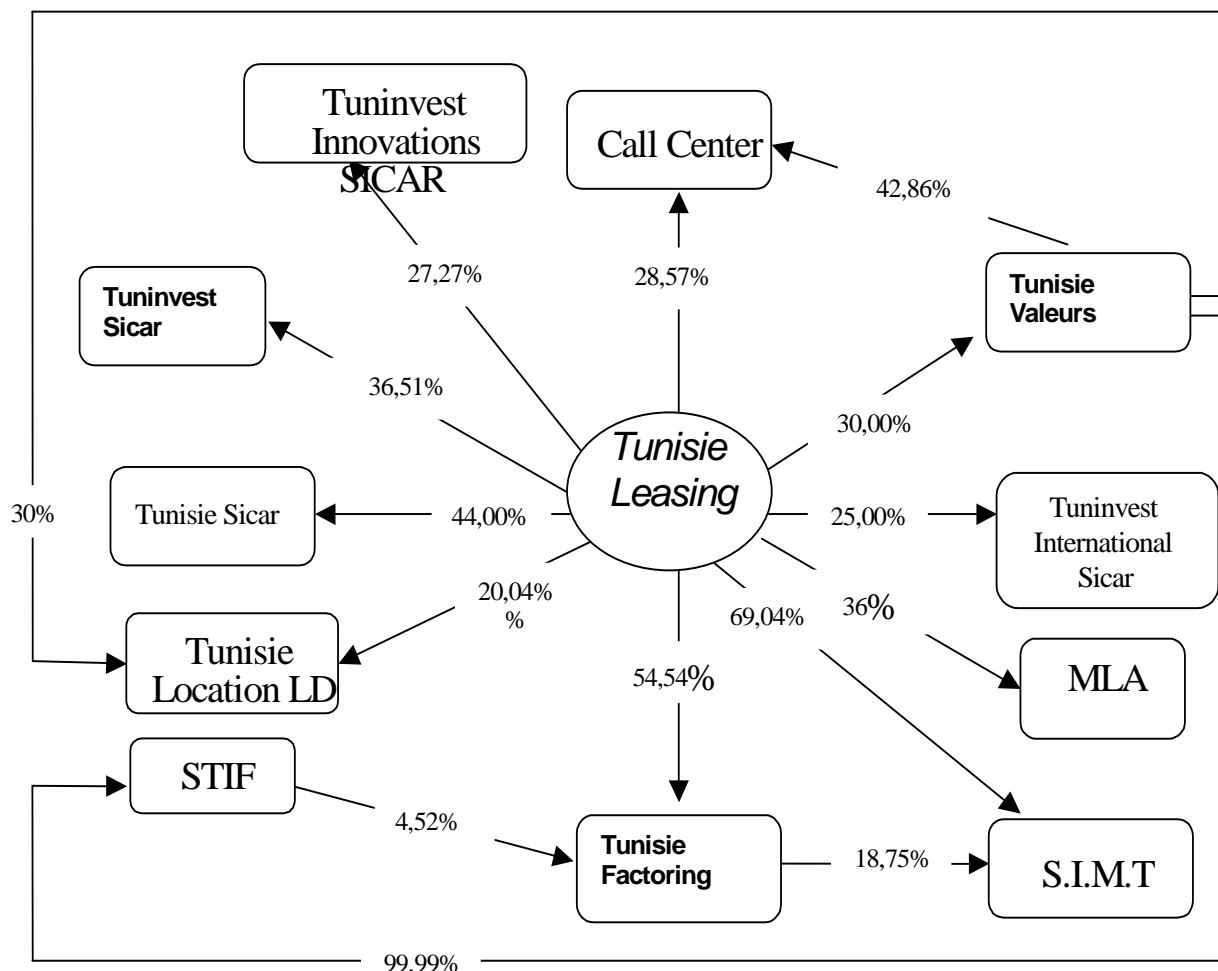 Tuninvest
Innovations
SICAR
Call Center
42,86%
27,27%
28,57%
Tuninvest
Sicar
Tunisie
Valeurs
36,51%
30,00%
Tunisie
Leasing
30%
Tunisie Sicar
44,00%
25,00%
Tuninvest
International
Sicar
20,04%
%
69,04%
36%
Tunisie
Location LD
54,54%
MLA
STIF
4,52%
Tunisie
Factoring
18,75%
S.I.M.T
99,99%